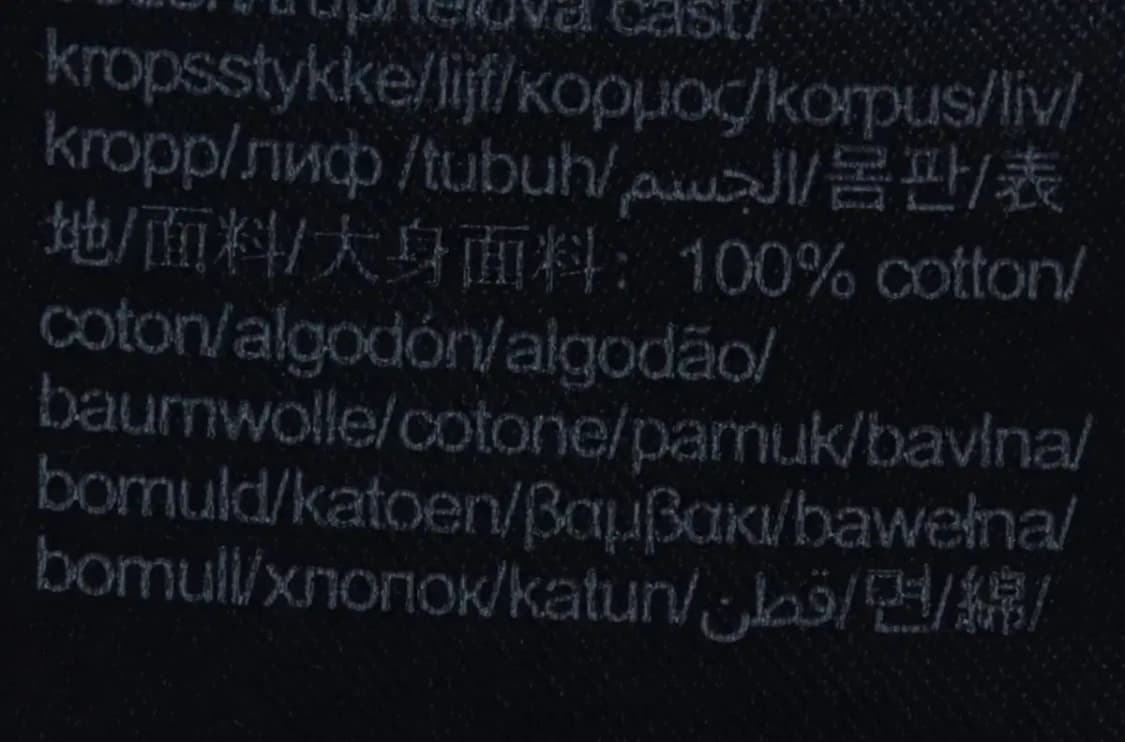 část/
kropsstykke/lijf/κορμος/korpus/liv/
kropp/лиф /tubuh/الجسم/몸판/表
地/面料/大身面料：100% cotton/
coton/algodón/algodão/
baumwolle/cotone/pamuk/bavlna/
bomuld/katoen/βαμβακι/bawełna/
bomull/хлопок/katun/قطن/면/綿/